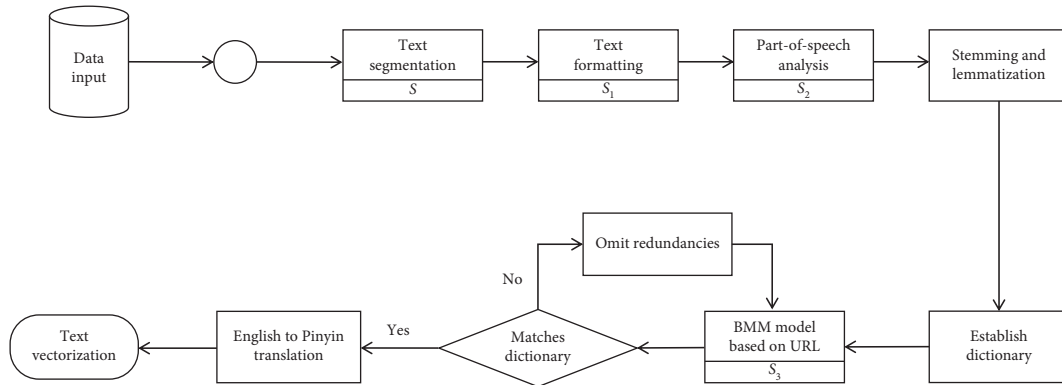 Data
input
Text
segmentation
S
Text
formatting
S₁
Part-of-speech
analysis
S₂
Stemming and
lemmatization
Omit redundancies
No
Text
vectorization
English to Pinyin
translation
Yes
Matches
dictionary
BMM model
based on URL
S₃
Establish
dictionary